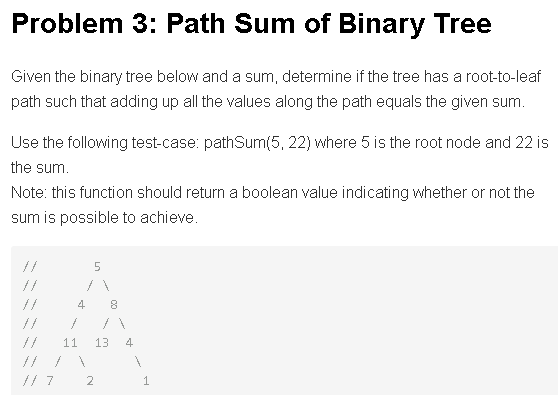 Problem 3: Path Sum of Binary Tree
Given the binary tree below and a sum, determine if the tree has a root-to-leaf
path such that adding up all the values along the path equals the given sum.
Use the following test-case: pathSum(5, 22) where 5 is the root node and 22 is
the sum.
Note: this function should return a boolean value indicating whether or not the
sum is possible to achieve.
//       5
//      / \
//     4   8
//    /   / \
//   11  13  4
//  /  \      \
// 7    2      1